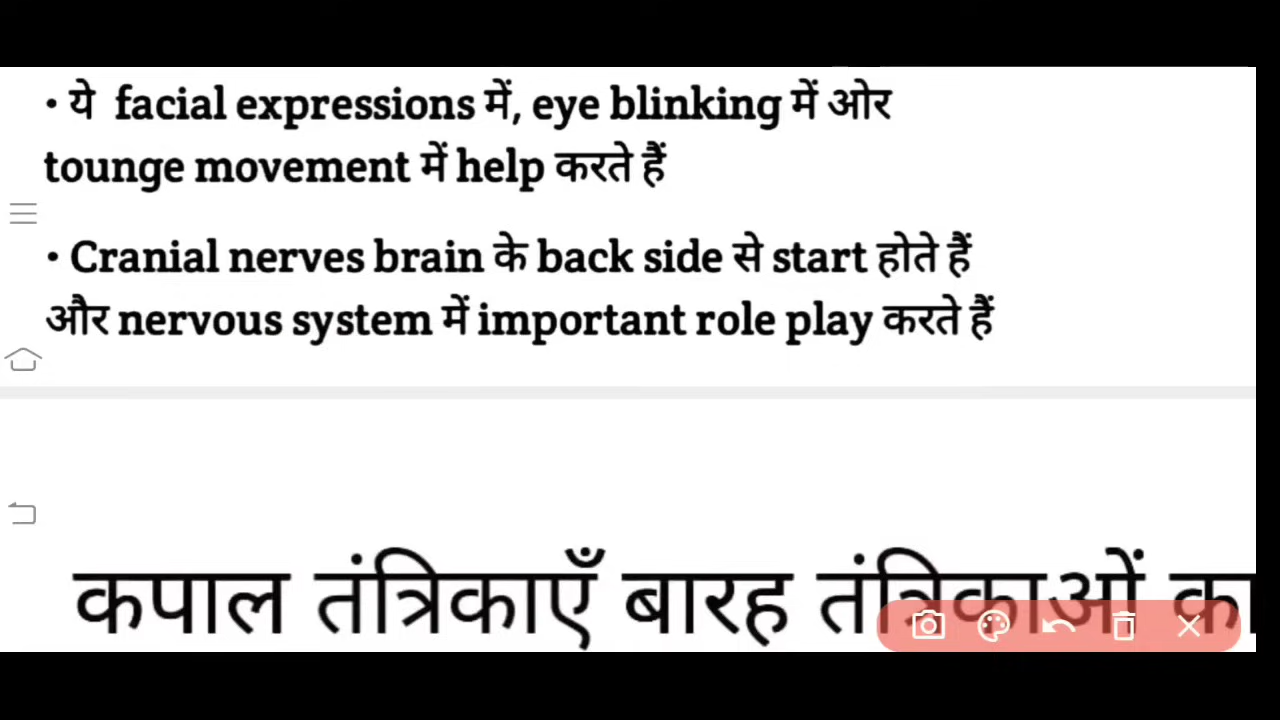 • ये facial expressions में, eye blinking में ओर
tounge movement में help करते हैं
• Cranial nerves brain के back side से start होते हैं
और nervous system में important role play करते हैं
कपाल तंत्रिकाएँ बारह तंत्रिकाओं का